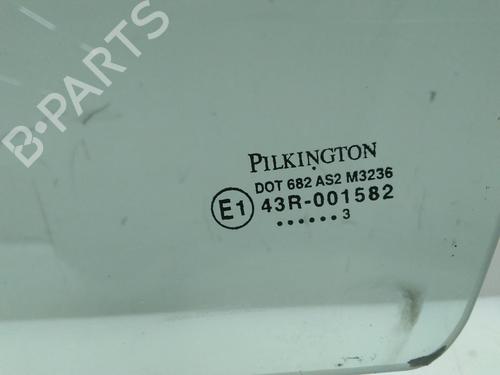 B-PARTS
PILKINGTON
DOT 682 AS2 M3236
E1 43R-001582
...... 3